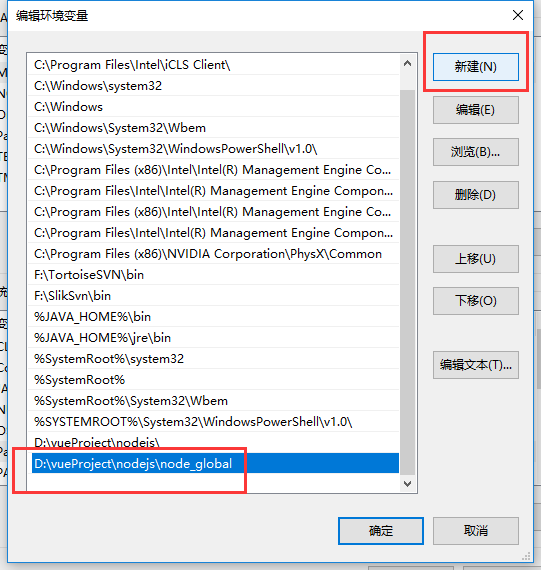 编辑环境变量
C:\Program Files\Intel\iCLS Client\
C:\Windows\system32
C:\Windows
C:\Windows\System32\Wbem
C:\Windows\System32\WindowsPowerShell\v1.0\
C:\Program Files (x86)\Intel\Intel(R) Management Engine Co...
C:\Program Files\Intel\Intel(R) Management Engine Compon...
C:\Program Files (x86)\Intel\Intel(R) Management Engine Co...
C:\Program Files\Intel\Intel(R) Management Engine Compon...
C:\Program Files (x86)\NVIDIA Corporation\PhysX\Common
F:\TortoiseSVN\bin
F:\SlikSvn\bin
%JAVA_HOME%\bin
%JAVA_HOME%\jre\bin
%SystemRoot%\system32
%SystemRoot%
%SystemRoot%\System32\Wbem
%SYSTEMROOT%\System32\WindowsPowerShell\v1.0\
D:\vueProject\nodejs\
D:\vueProject\nodejs\node_global
新建(N)
编辑(E)
浏览(B)...
删除(D)
上移(U)
下移(O)
编辑文本(T)...
确定
取消